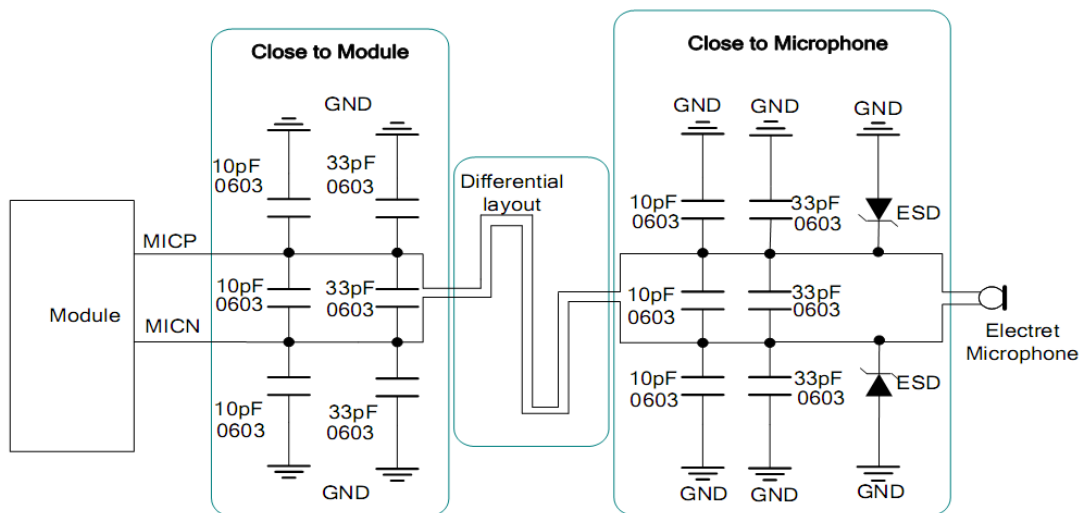 Close to Module
GND
10pF
0603
33pF
0603
MICP
10pF
0603
33pF
0603
Module
MICN
10pF
0603
33pF
0603
GND
Differential
layout
Close to Microphone
GND
GND
GND
10pF
0603
33pF
0603
ESD
10pF
0603
33pF
0603
Electret
Microphone
10pF
0603
33pF
0603
ESD
GND
GND
GND